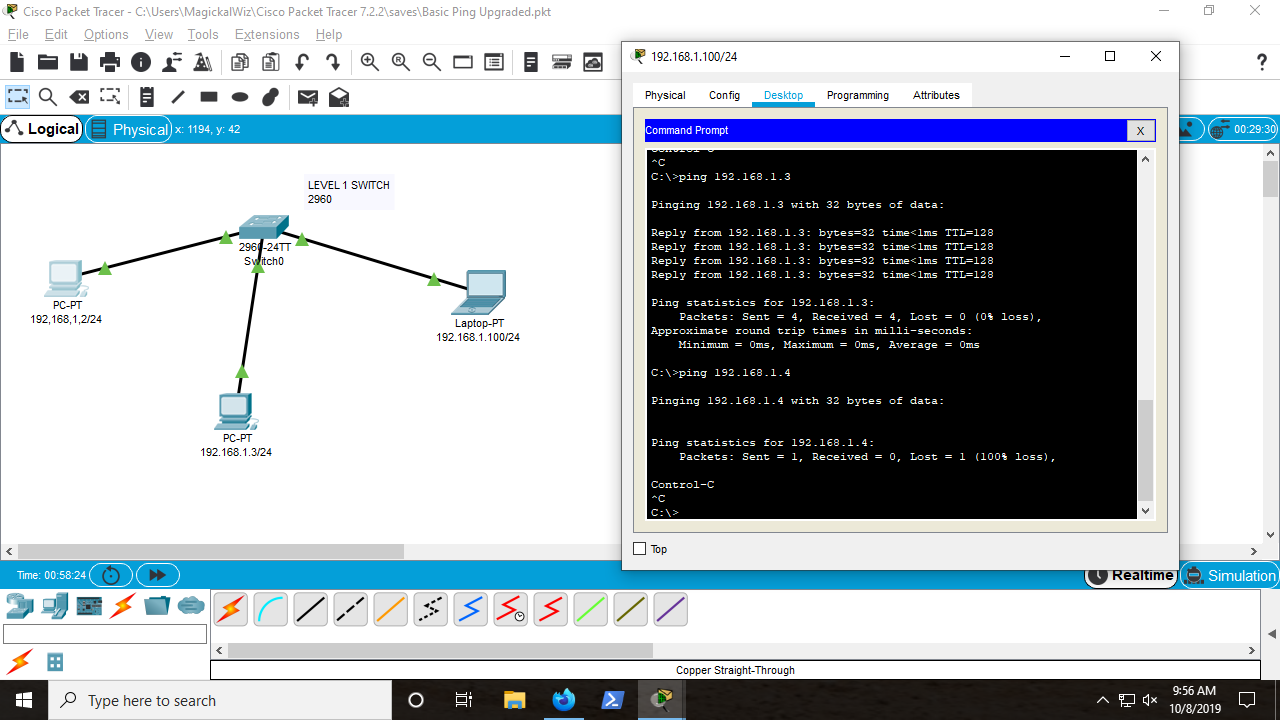 Cisco Packet Tracer - C:\Users\MagickalWiz\Cisco Packet Tracer 7.2.2\saves\Basic Ping Upgraded.pkt
File Edit Options View Tools Extensions Help
?
Logical Physical x: 1194, y: 42
00:29:30
LEVEL 1 SWITCH
2960
2960-24TT
Switch0
PC-PT
192,168,1,2/24
Laptop-PT
192.168.1.100/24
PC-PT
192.168.1.3/24
192.168.1.100/24
Physical Config Desktop Programming Attributes
Command Prompt X
Control-C
^C
C:\>ping 192.168.1.3
Pinging 192.168.1.3 with 32 bytes of data:
Reply from 192.168.1.3: bytes=32 time<1ms TTL=128
Reply from 192.168.1.3: bytes=32 time<1ms TTL=128
Reply from 192.168.1.3: bytes=32 time<1ms TTL=128
Reply from 192.168.1.3: bytes=32 time<1ms TTL=128
Ping statistics for 192.168.1.3:
Packets: Sent = 4, Received = 4, Lost = 0 (0% loss),
Approximate round trip times in milli-seconds:
Minimum = 0ms, Maximum = 0ms, Average = 0ms
C:\>ping 192.168.1.4
Pinging 192.168.1.4 with 32 bytes of data:
Ping statistics for 192.168.1.4:
Packets: Sent = 1, Received = 0, Lost = 1 (100% loss),
Control-C
^C
C:\>
Top
Time: 00:58:24
Realtime Simulation
Copper Straight-Through
Type here to search
9:56 AM
10/8/2019